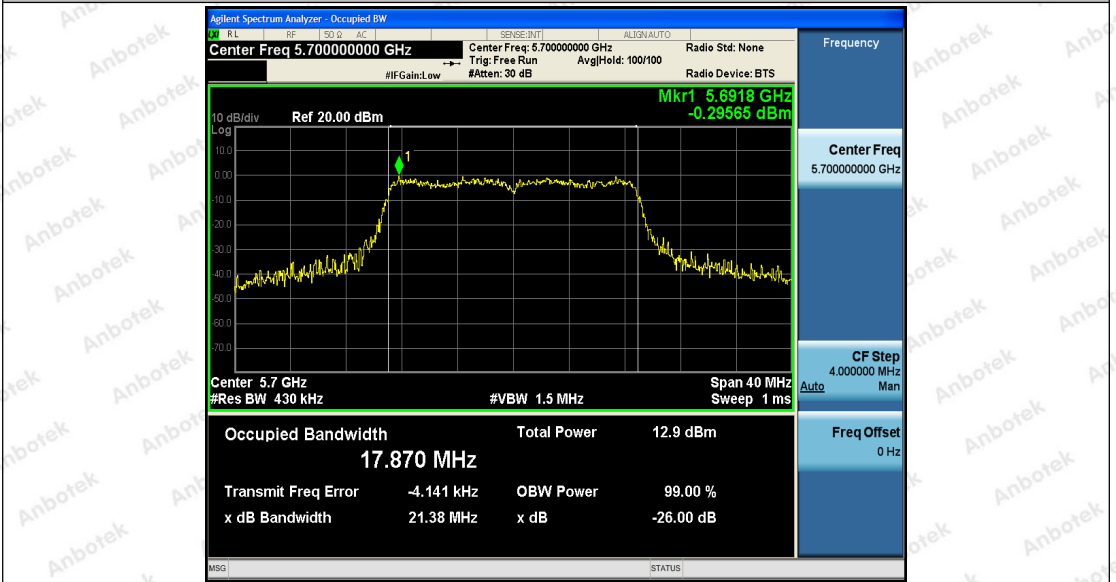 Agilent Spectrum Analyzer - Occupied BW
LXI RL RF 50 Ω AC SENSE:INT ALIGN AUTO
Center Freq 5.700000000 GHz
Center Freq: 5.700000000 GHz Radio Std: None
Trig: Free Run Avg|Hold: 100/100
#IFGain:Low #Atten: 30 dB Radio Device: BTS
Mkr1 5.6918 GHz
-0.29565 dBm
10 dB/div Ref 20.00 dBm
Log
10.0
0.00
-10.0
-20.0
-30.0
-40.0
-50.0
-60.0
-70.0
1
Center 5.7 GHz Span 40 MHz
#Res BW 430 kHz #VBW 1.5 MHz Sweep 1 ms
Occupied Bandwidth Total Power 12.9 dBm
17.870 MHz
Transmit Freq Error -4.141 kHz OBW Power 99.00 %
x dB Bandwidth 21.38 MHz x dB -26.00 dB
MSG STATUS
Frequency
Center Freq
5.700000000 GHz
CF Step
4.000000 MHz
Auto Man
Freq Offset
0 Hz
Anbotek